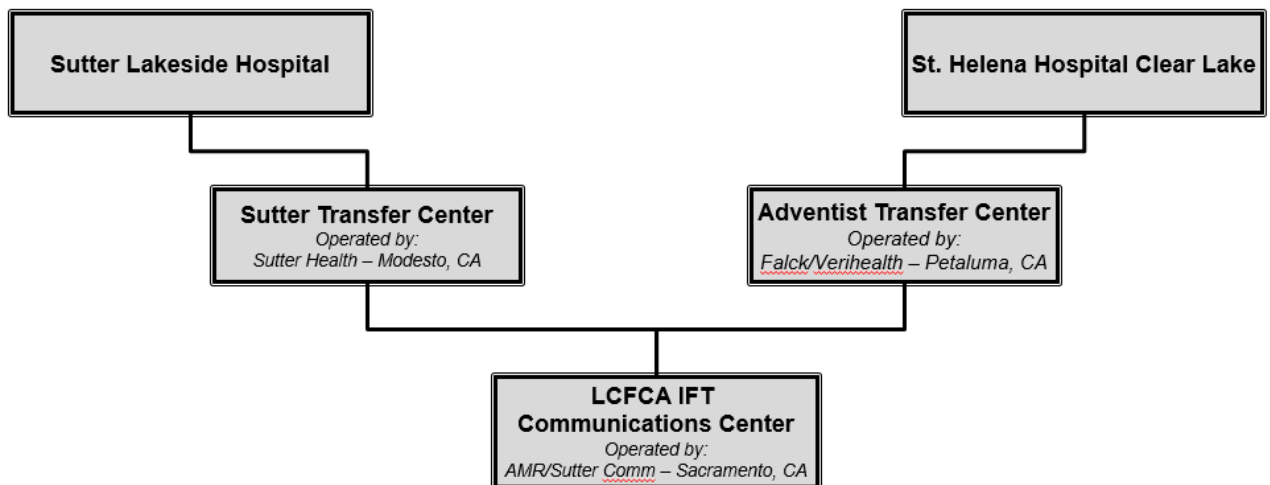 Sutter Lakeside Hospital
St. Helena Hospital Clear Lake
Sutter Transfer Center
Operated by:
Sutter Health – Modesto, CA
Adventist Transfer Center
Operated by:
Falck/Verihealth – Petaluma, CA
LCFCA IFT
Communications Center
Operated by:
AMR/Sutter Comm – Sacramento, CA